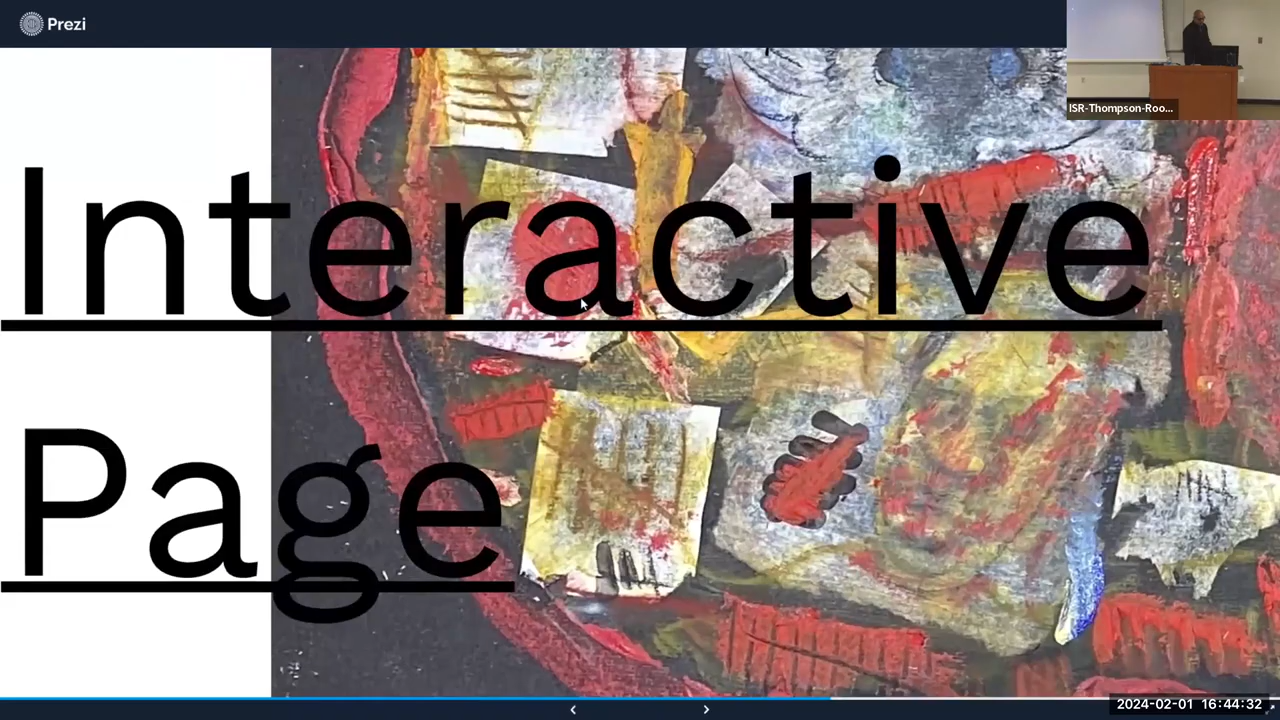 Prezi
ISR-Thompson-Roo...
Interactive
Page
2024-02-01 16:44:32